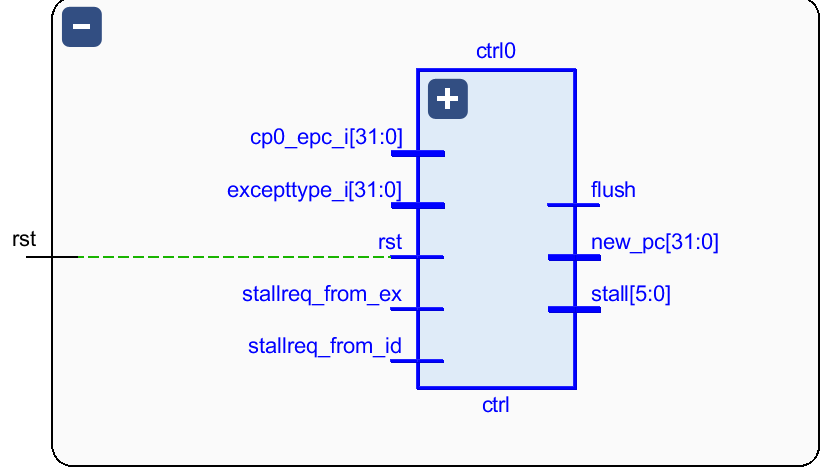 ctrl0
cp0_epc_i[31:0]
excepttype_i[31:0]
flush
rst
rst
new_pc[31:0]
stallreq_from_ex
stall[5:0]
stallreq_from_id
ctrl